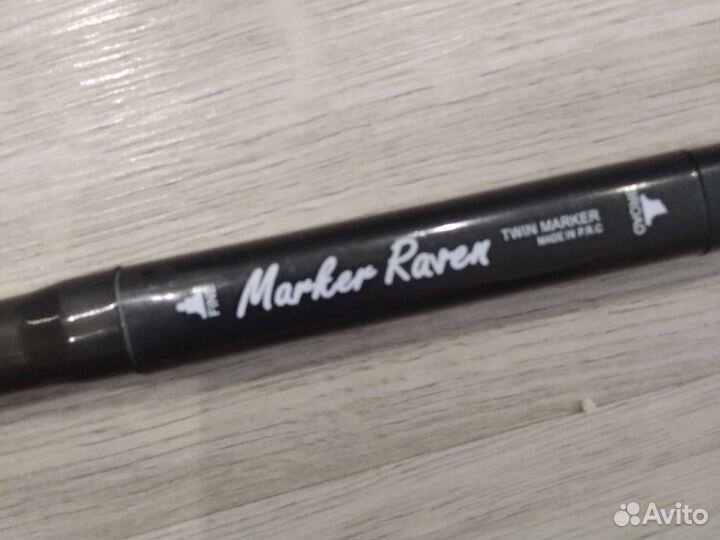 FINE
Marker Raven
TWIN MARKER
MADE IN P.R.C
BROAD
Avito